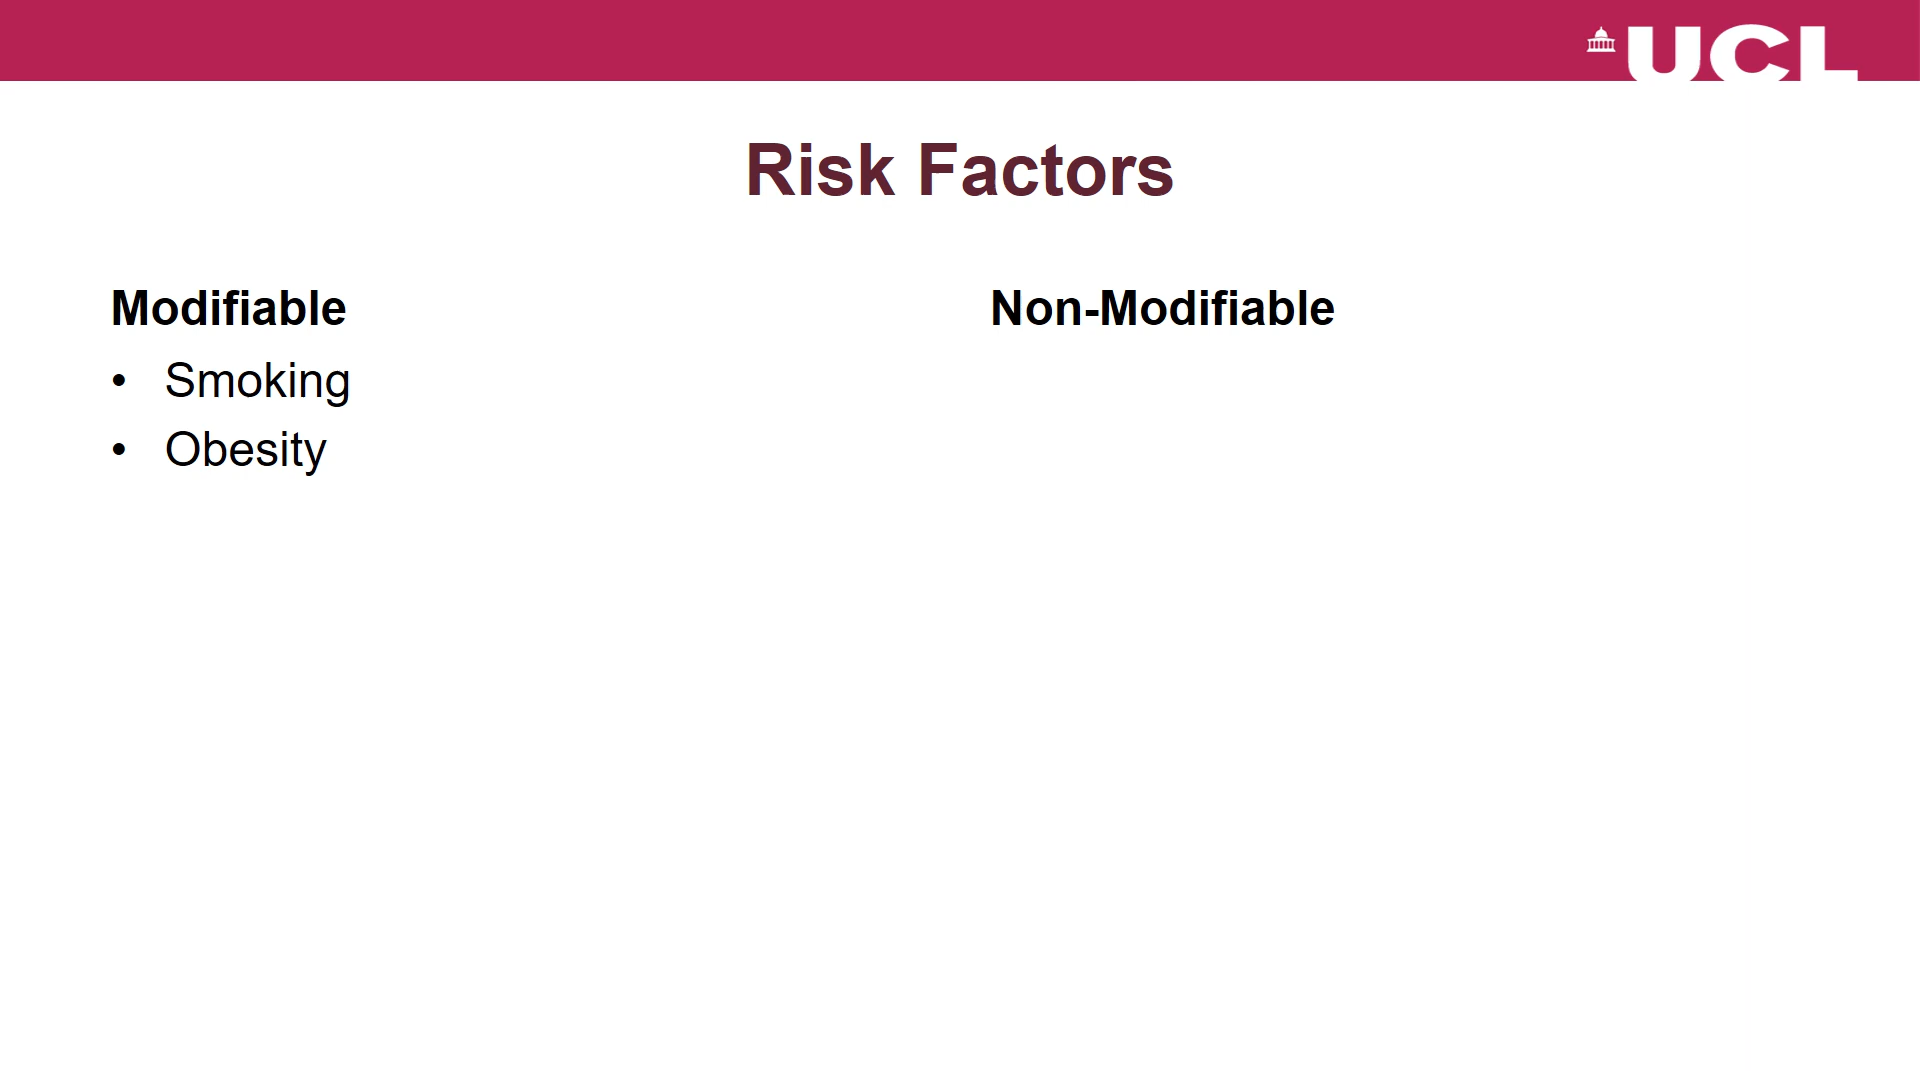 UCL
Risk Factors
Modifiable
• Smoking
• Obesity
Non-Modifiable